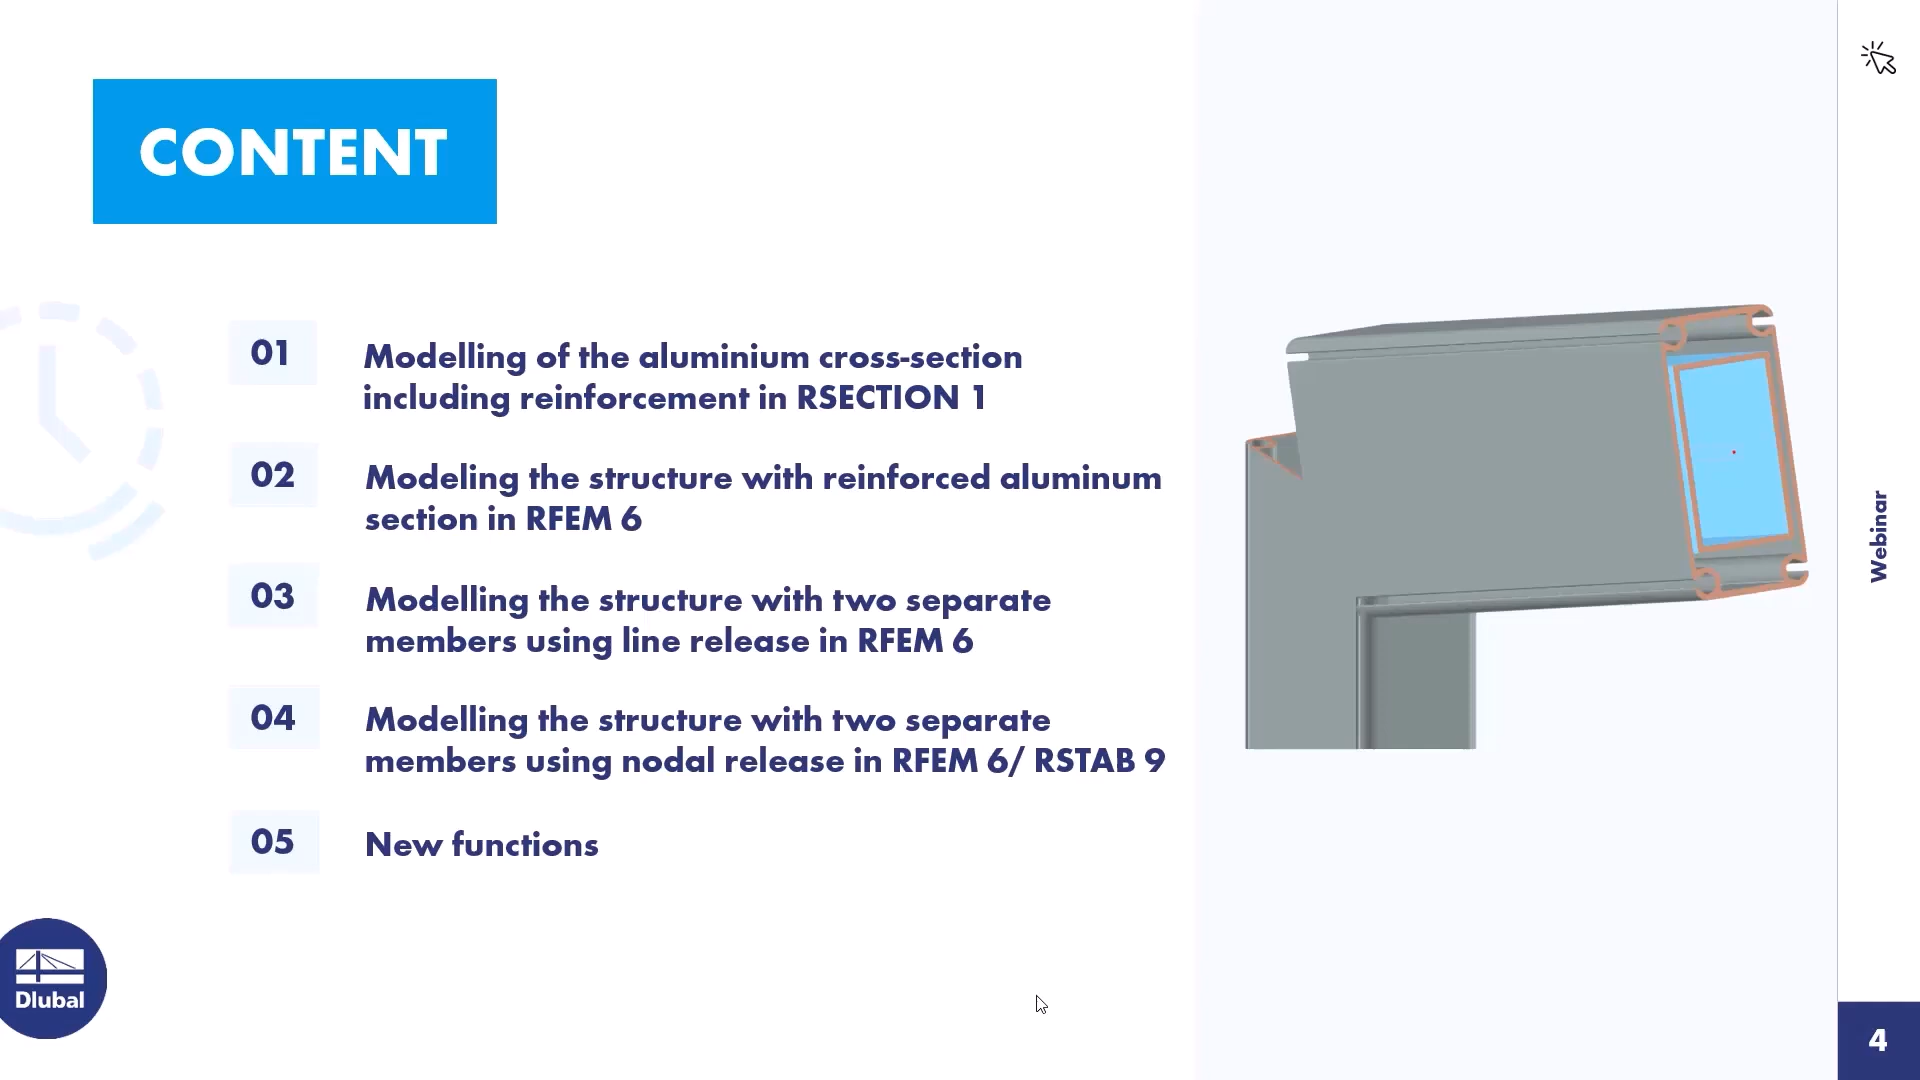 CONTENT
01
Modelling of the aluminium cross-section
including reinforcement in RSECTION 1
02
Modeling the structure with reinforced aluminum
section in RFEM 6
03
Modelling the structure with two separate
members using line release in RFEM 6
04
Modelling the structure with two separate
members using nodal release in RFEM 6/ RSTAB 9
05
New functions
Dlubal
Webinar
4